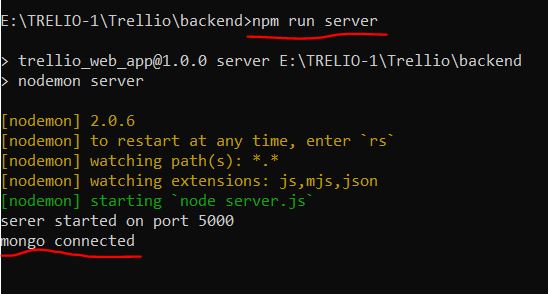 E:\TRELIO-1\Trellio\backend>npm run server
> trellio_web_app@1.0.0 server E:\TRELIO-1\Trellio\backend
> nodemon server
[nodemon] 2.0.6
[nodemon] to restart at any time, enter `rs`
[nodemon] watching path(s): *.*
[nodemon] watching extensions: js,mjs,json
[nodemon] starting `node server.js`
serer started on port 5000
mongo connected